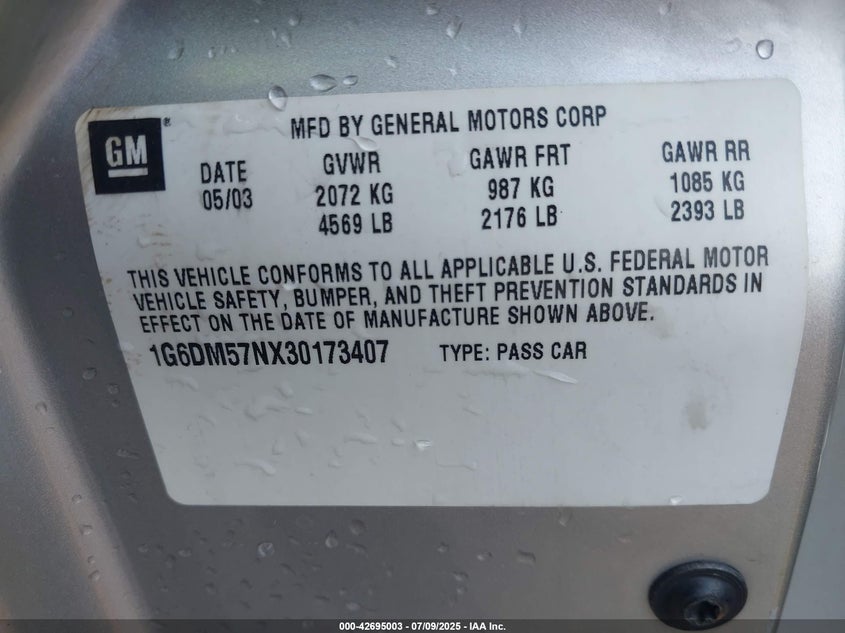 GM®
MFD BY GENERAL MOTORS CORP
DATE GVWR GAWR FRT GAWR RR
05/03 2072 KG 987 KG 1085 KG
4569 LB 2176 LB 2393 LB
THIS VEHICLE CONFORMS TO ALL APPLICABLE U.S. FEDERAL MOTOR
VEHICLE SAFETY, BUMPER, AND THEFT PREVENTION STANDARDS IN
EFFECT ON THE DATE OF MANUFACTURE SHOWN ABOVE.
1G6DM57NX30173407 TYPE: PASS CAR
000-42695003 - 07/09/2025 - IAA Inc.